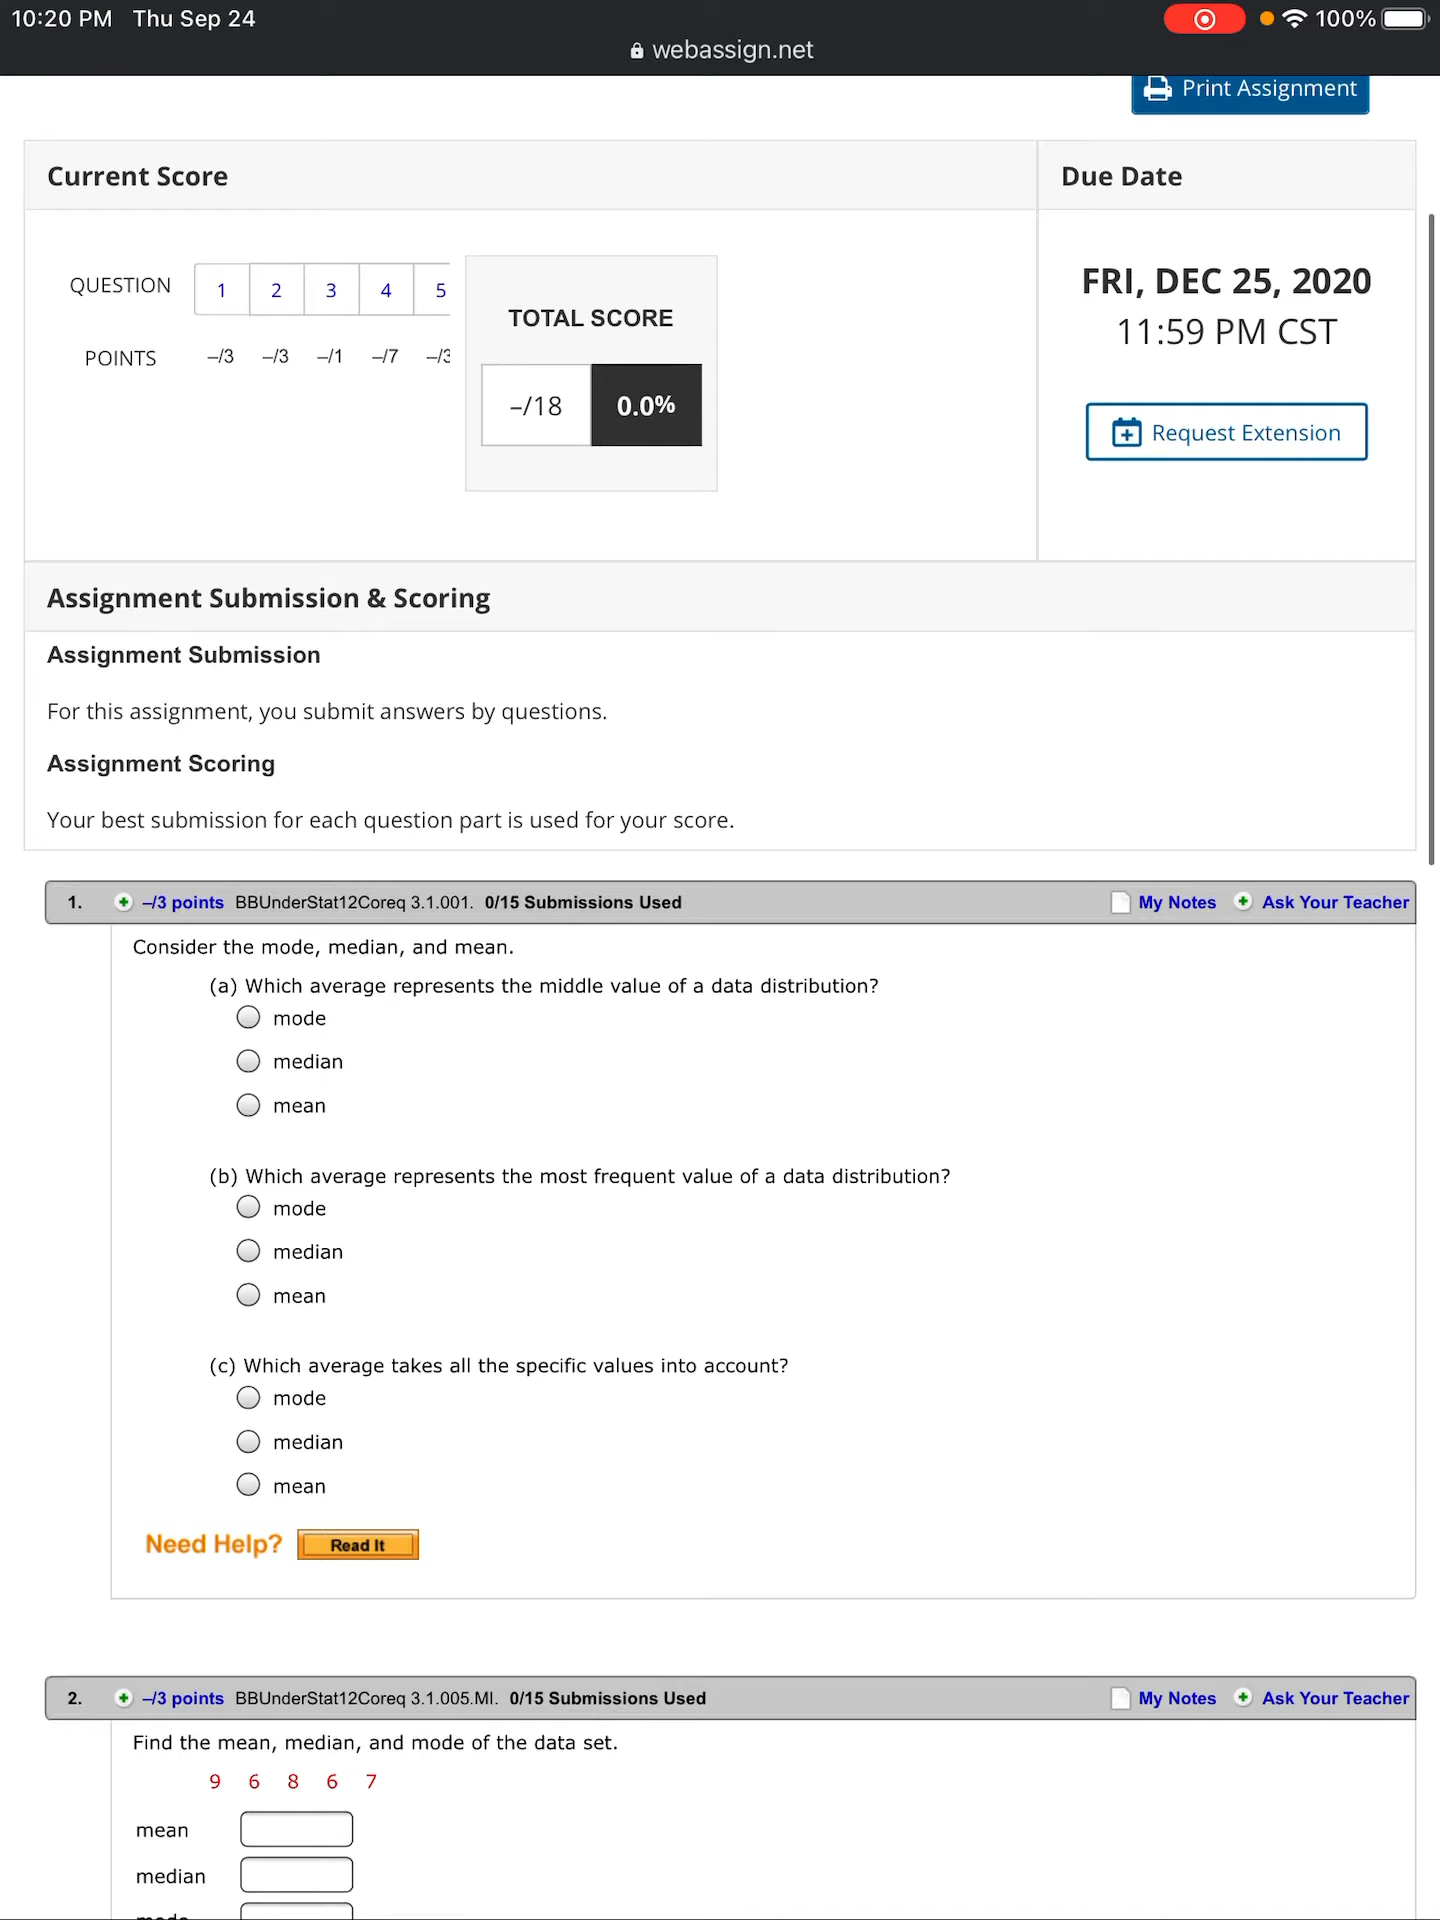 10:20 PM Thu Sep 24
100%
webassign.net
Print Assignment
Current Score
Due Date
QUESTION 1 2 3 4 5
POINTS –/3 –/3 –/1 –/7 –/3
TOTAL SCORE
–/18 0.0%
FRI, DEC 25, 2020
11:59 PM CST
Request Extension
Assignment Submission & Scoring
Assignment Submission
For this assignment, you submit answers by questions.
Assignment Scoring
Your best submission for each question part is used for your score.
1. –/3 points BBUnderStat12Coreq 3.1.001. 0/15 Submissions Used My Notes Ask Your Teacher
Consider the mode, median, and mean.
(a) Which average represents the middle value of a data distribution?
mode
median
mean
(b) Which average represents the most frequent value of a data distribution?
mode
median
mean
(c) Which average takes all the specific values into account?
mode
median
mean
Need Help? Read It
2. –/3 points BBUnderStat12Coreq 3.1.005.MI. 0/15 Submissions Used My Notes Ask Your Teacher
Find the mean, median, and mode of the data set.
9 6 8 6 7
mean
median